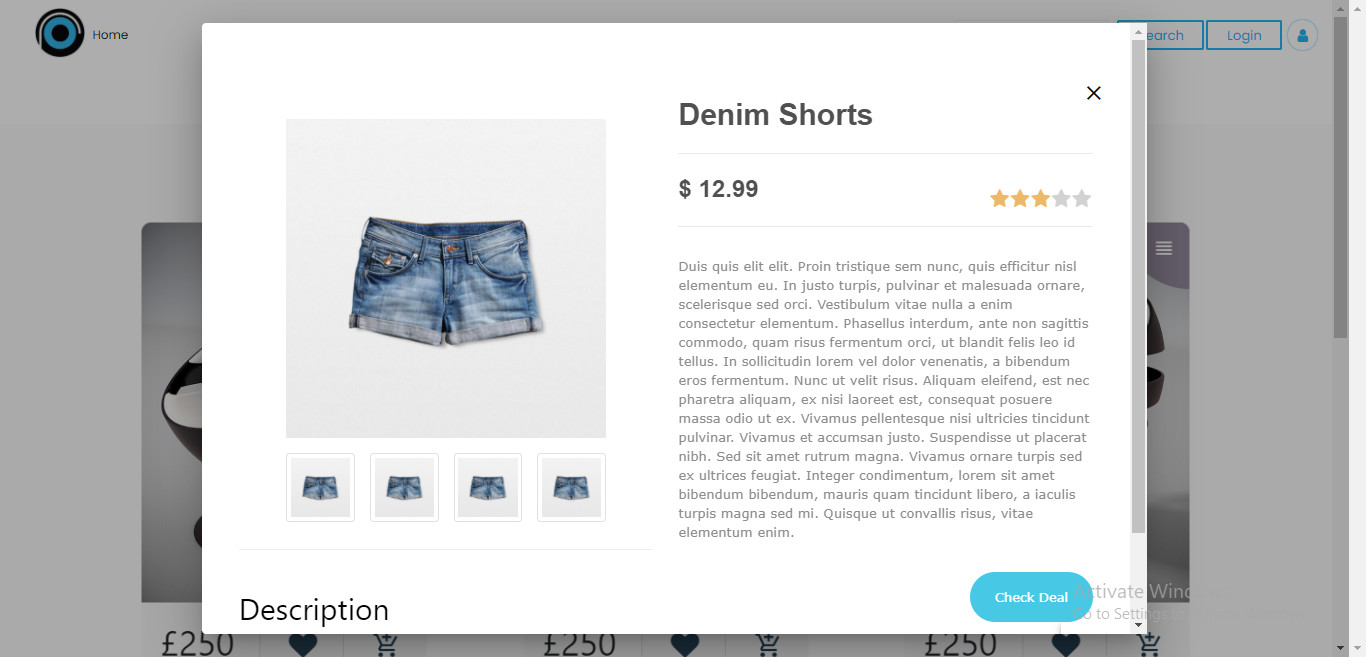 Home
earch
Login
Denim Shorts
$ 12.99
Duis quis elit elit. Proin tristique sem nunc, quis efficitur nisl
elementum eu. In justo turpis, pulvinar et malesuada ornare,
scelerisque sed orci. Vestibulum vitae nulla a enim
consectetur elementum. Phasellus interdum, ante non sagittis
commodo, quam risus fermentum orci, ut blandit felis leo id
tellus. In sollicitudin lorem vel dolor venenatis, a bibendum
eros fermentum. Nunc ut velit risus. Aliquam eleifend, est nec
pharetra aliquam, ex nisi laoreet est, consequat posuere
massa odio ut ex. Vivamus pellentesque nisi ultricies tincidunt
pulvinar. Vivamus et accumsan justo. Suspendisse ut placerat
nibh. Sed sit amet rutrum magna. Vivamus ornare turpis sed
ex ultrices feugiat. Integer condimentum, lorem sit amet
bibendum bibendum, mauris quam tincidunt libero, a iaculis
turpis magna sed mi. Quisque ut convallis risus, vitae
elementum enim.
Check Deal
Activate Windows
Go to Settings to activate Windows.
Description
£250
£250
£250